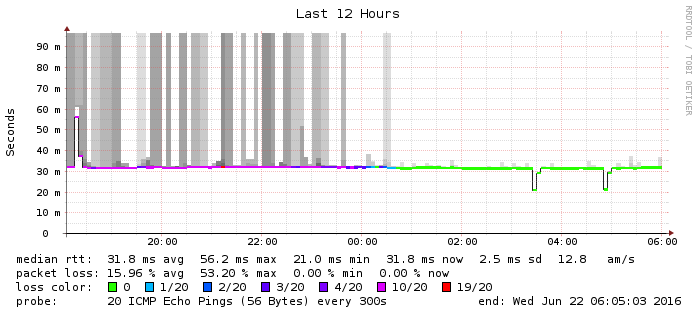 Last 12 Hours
RRDTOOL / TOBI OETIKER
Seconds
90 m
80 m
70 m
60 m
50 m
40 m
30 m
20 m
10 m
0
20:00 22:00 00:00 02:00 04:00 06:00
median rtt: 31.8 ms avg 56.2 ms max 21.0 ms min 31.8 ms now 2.5 ms sd 12.8 am/s
packet loss: 15.96 % avg 53.20 % max 0.00 % min 0.00 % now
loss color: 0 1/20 2/20 3/20 4/20 10/20 19/20
probe: 20 ICMP Echo Pings (56 Bytes) every 300s end: Wed Jun 22 06:05:03 2016